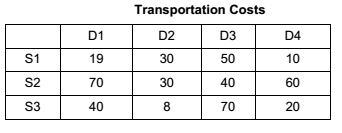 Transportation Costs
D1 D2 D3 D4
S1 19 30 50 10
S2 70 30 40 60
S3 40 8 70 20